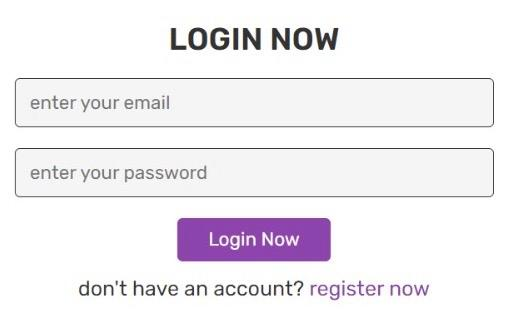 LOGIN NOW
enter your email
enter your password
Login Now
don't have an account? register now